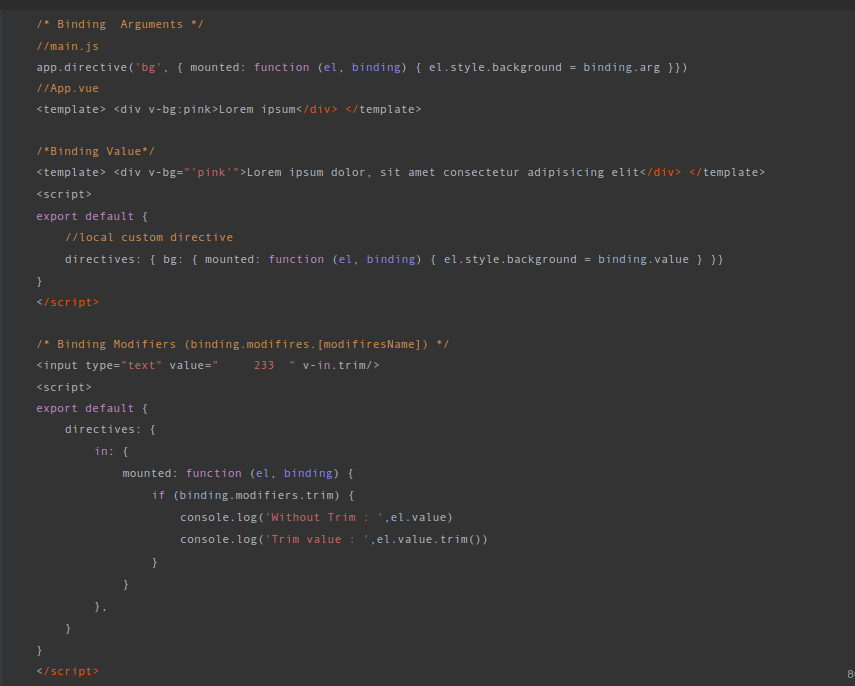 /* Binding  Arguments */
//main.js
app.directive('bg', { mounted: function (el, binding) { el.style.background = binding.arg }})
//App.vue
<template> <div v-bg:pink>Lorem ipsum</div> </template>
/*Binding Value*/
<template> <div v-bg="'pink'">Lorem ipsum dolor, sit amet consectetur adipisicing elit</div> </template>
<script>
export default {
    //local custom directive
    directives: { bg: { mounted: function (el, binding) { el.style.background = binding.value } }}
}
</script>
/* Binding Modifiers (binding.modifires.[modifiresName]) */
<input type="text" value="     233  " v-in.trim/>
<script>
export default {
    directives: {
        in: {
            mounted: function (el, binding) {
                if (binding.modifiers.trim) {
                    console.log('Without Trim : ',el.value)
                    console.log('Trim value : ',el.value.trim())
                }
            }
        },
    }
}
</script>
8